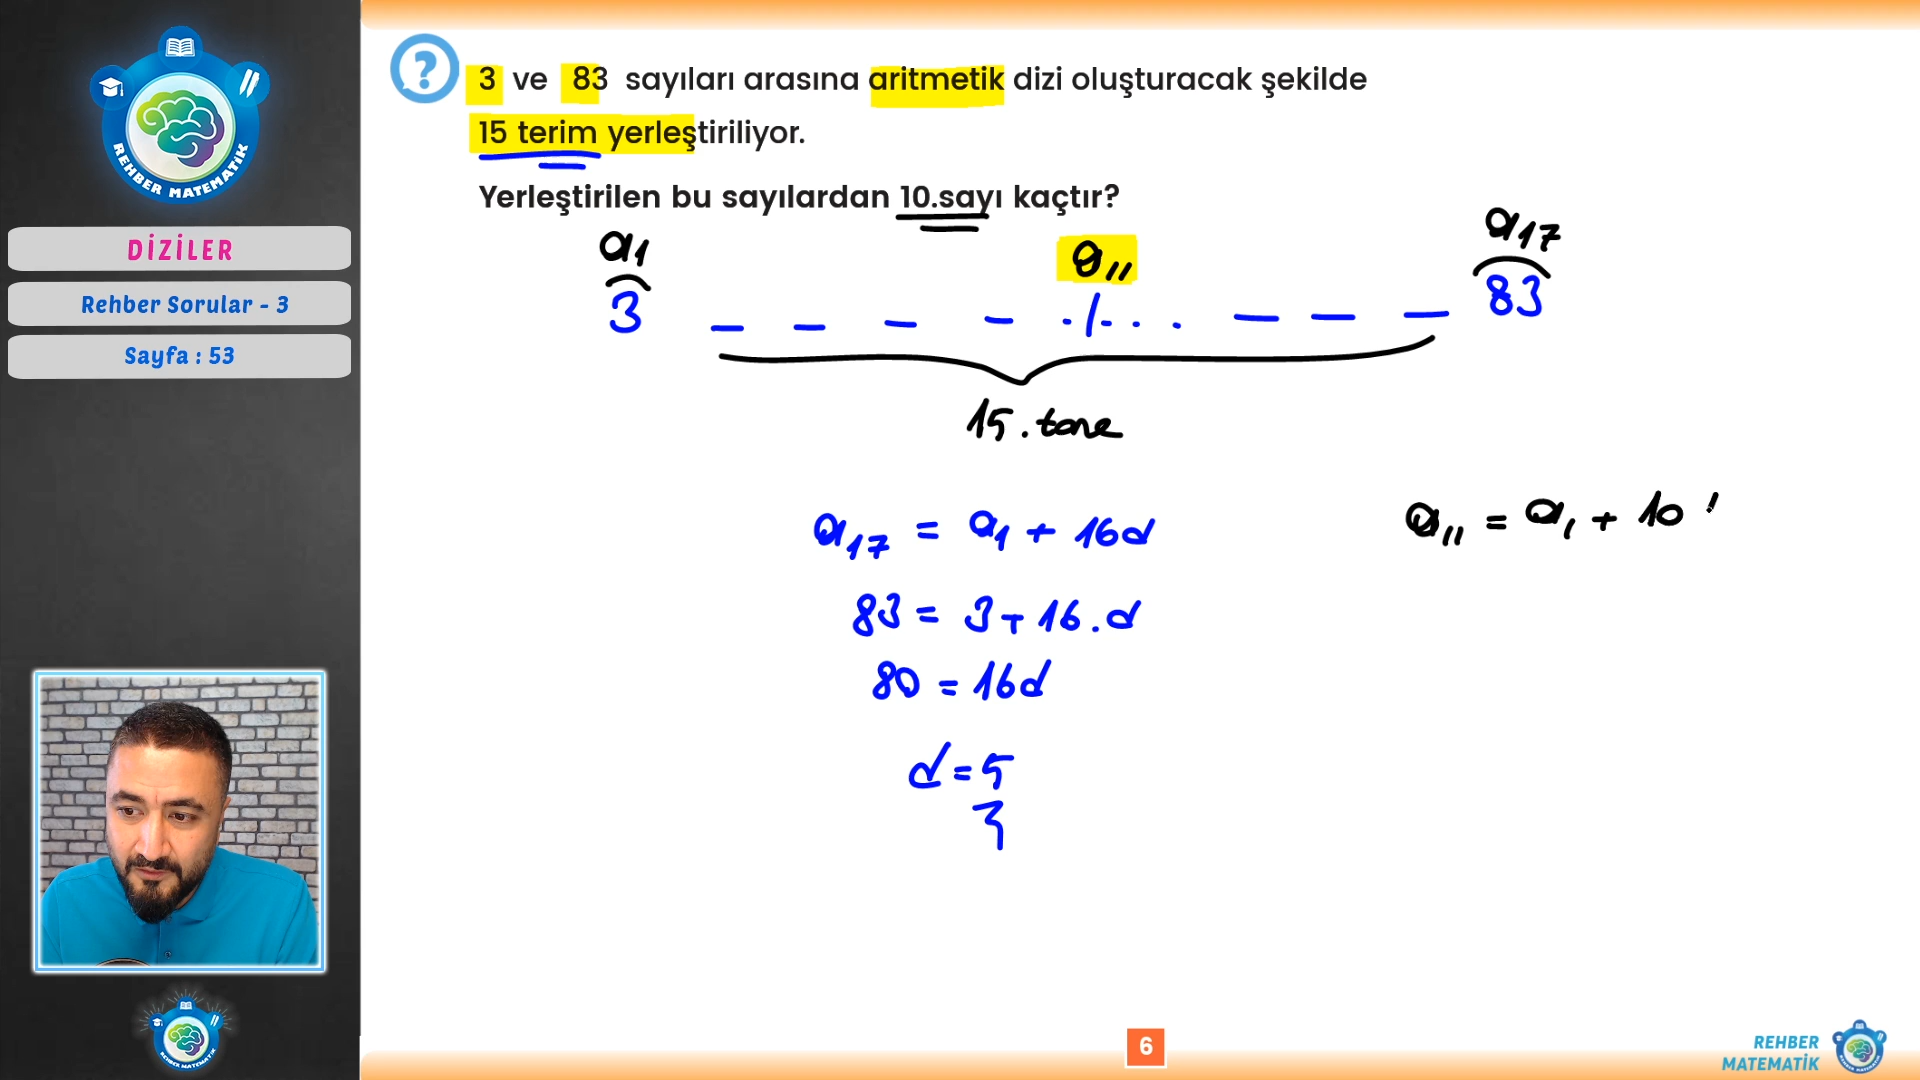 REHBER MATEMATİK
DİZİLER
Rehber Sorular - 3
Sayfa : 53
?
3 ve 83 sayıları arasına aritmetik dizi oluşturacak şekilde
15 terim yerleştiriliyor.
Yerleştirilen bu sayılardan 10.sayı kaçtır?
a1 a11 a17
3 _ _ _ _ . / . . . . _ _ _ 83
15.tane
a17 = a1 + 16d
83 = 3 + 16.d
80 = 16d
d = 5
a11 = a1 + 10
6
REHBER
MATEMATİK
REHBER MATEMATİK